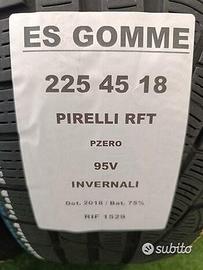 ES GOMME
225 45 18
PIRELLI RFT
PZERO
95V
INVERNALI
Dot. 2018 / Bat. 75%
RIF 1529
subito